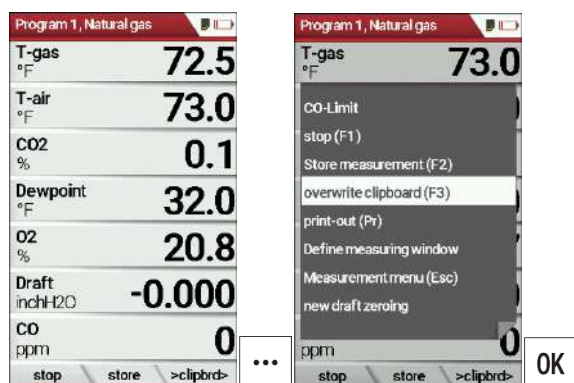 Program 1, Natural gas
T-gas
°F
72.5
T-air
°F
73.0
CO2
%
0.1
Dewpoint
°F
32.0
O2
%
20.8
Draft
inchH2O
-0.000
CO
ppm
0
stop
store
>clipbrd>
...
Program 1, Natural gas
T-gas
°F
73.0
CO-Limit
stop (F1)
Store measurement (F2)
overwrite clipboard (F3)
print-out (Pr)
Define measuring window
Measurement menu (Esc)
new draft zeroing
ppm
0
stop
store
>clipbrd>
OK